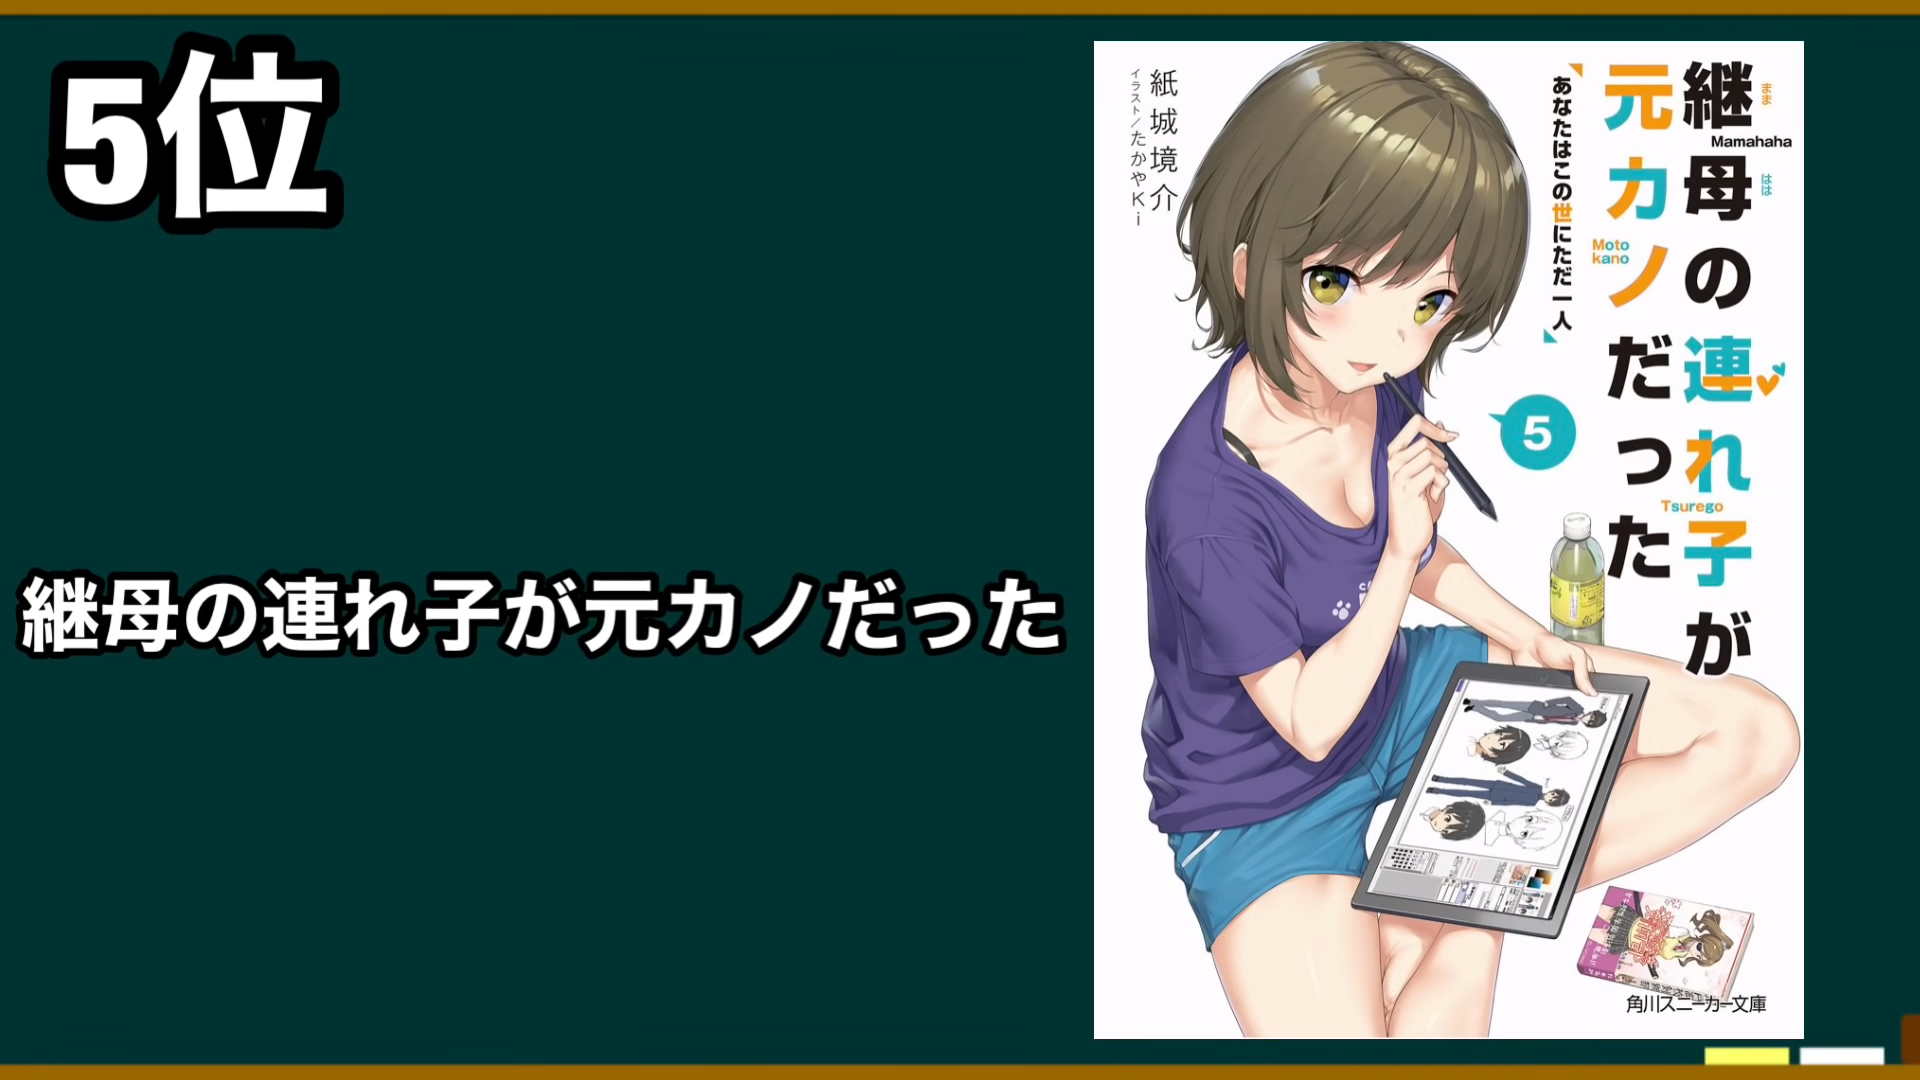 5位
継母の連れ子が元カノだった
継母の連れ子が
まま
はは
Mamahaha
Tsurego
元カノだった
Moto
kano
あなたはこの世にただ一人
5
紙城境介
イラスト/たかやKi
角川スニーカー文庫